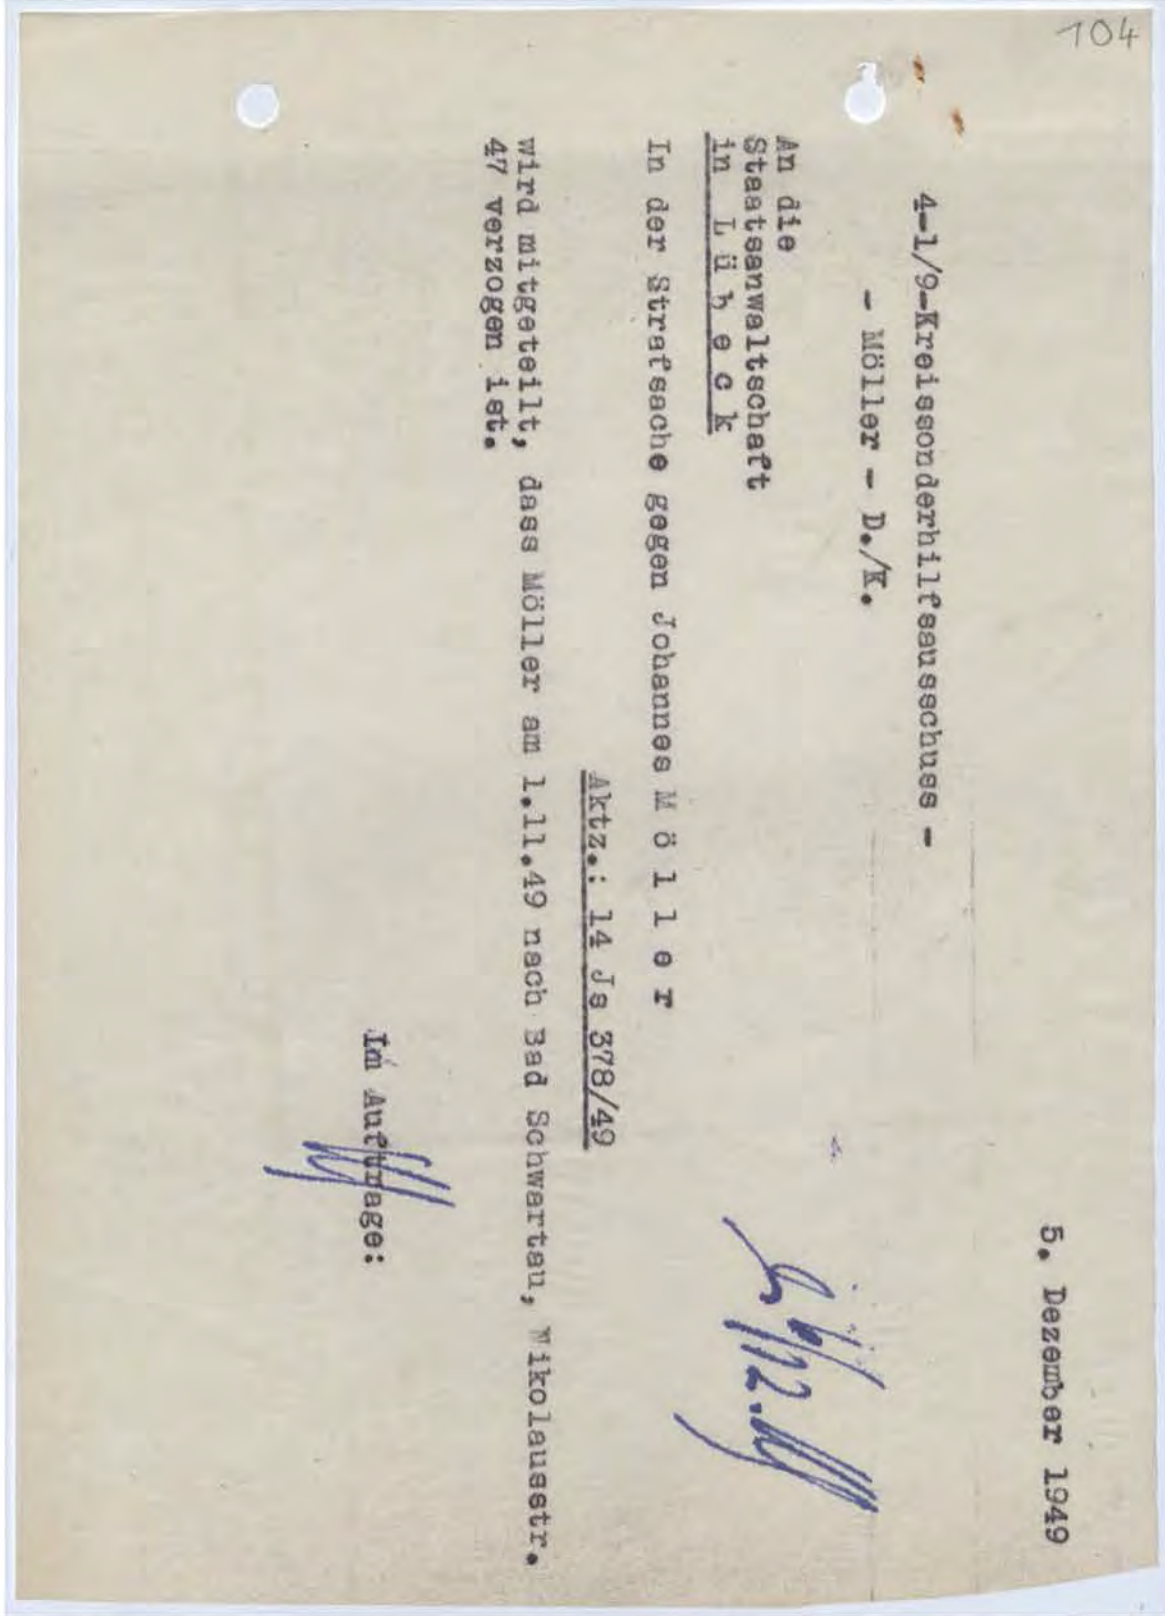 104
5. Dezember 1949
4-1/9-Kreissonderhilfsausschuss -
- Möller - D./K.
An die
Staatsanwaltschaft
in L ü b e c k
In der Strafsache gegen Johannes M ö l l e r
Aktz.: 14 Js 378/49
wird mitgeteilt, dass Möller am 1.11.49 nach Bad Schwartau, Nikolausstr.
47 verzogen ist.
Im Auftrage: